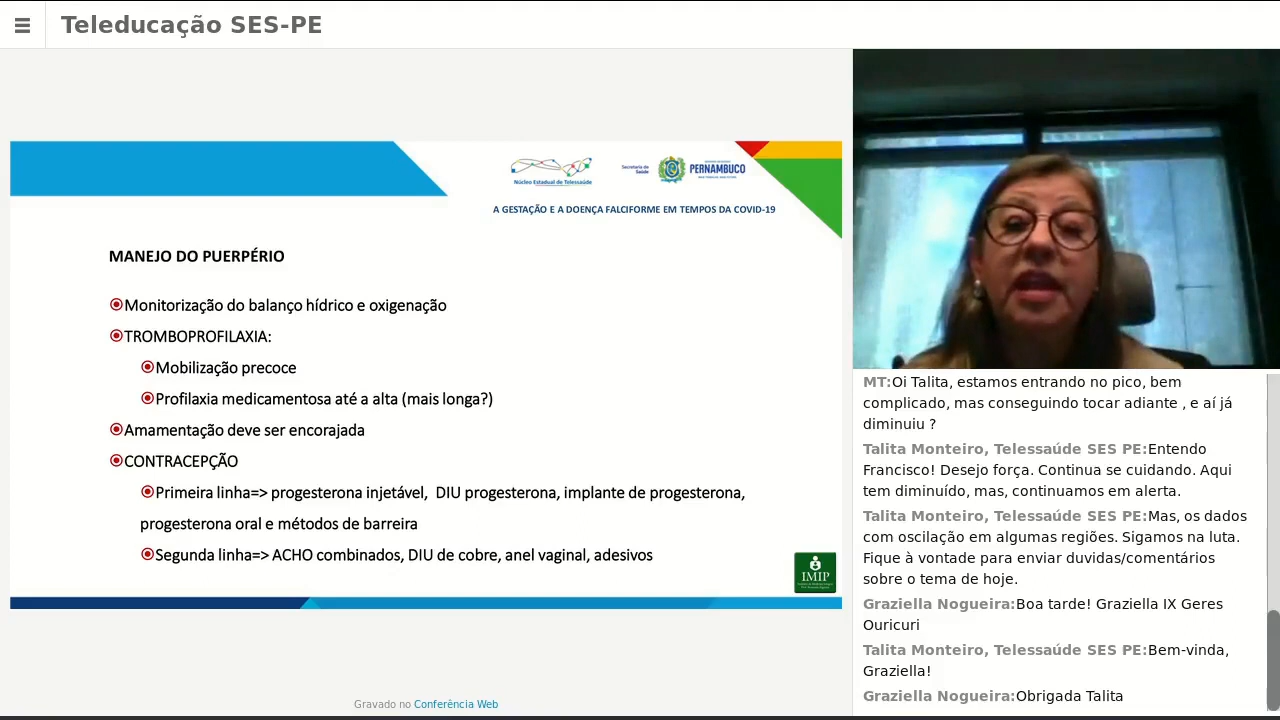 Teleducação SES-PE
Núcleo Estadual de Telessaúde
Secretaria de
Saúde
PERNAMBUCO
A GESTAÇÃO E A DOENÇA FALCIFORME EM TEMPOS DA COVID-19
MANEJO DO PUERPÉRIO
Monitorização do balanço hídrico e oxigenação
TROMBOPROFILAXIA:
Mobilização precoce
Profilaxia medicamentosa até a alta (mais longa?)
Amamentação deve ser encorajada
CONTRACEPÇÃO
Primeira linha=> progesterona injetável, DIU progesterona, implante de progesterona,
progesterona oral e métodos de barreira
Segunda linha=> ACHO combinados, DIU de cobre, anel vaginal, adesivos
IMIP
Gravado no Conferência Web
MT:Oi Talita, estamos entrando no pico, bem
complicado, mas conseguindo tocar adiante , e aí já
diminuiu ?
Talita Monteiro, Telessaúde SES PE:Entendo
Francisco! Desejo força. Continua se cuidando. Aqui
tem diminuído, mas, continuamos em alerta.
Talita Monteiro, Telessaúde SES PE:Mas, os dados
com oscilação em algumas regiões. Sigamos na luta.
Fique à vontade para enviar duvidas/comentários
sobre o tema de hoje.
Graziella Nogueira:Boa tarde! Graziella IX Geres
Ouricuri
Talita Monteiro, Telessaúde SES PE:Bem-vinda,
Graziella!
Graziella Nogueira:Obrigada Talita